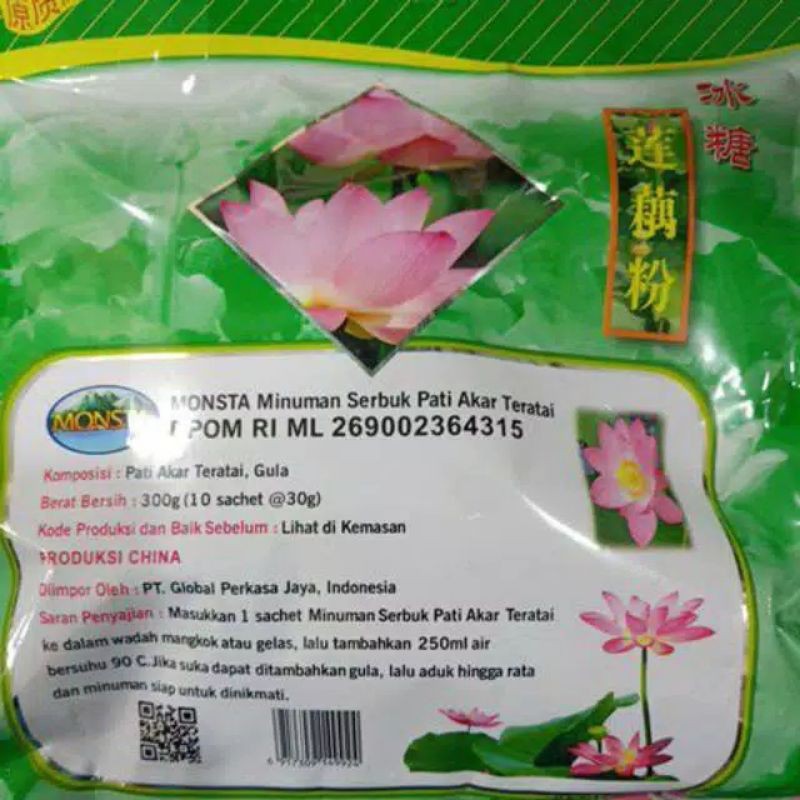 冰糖
莲藕粉
MONSTA Minuman Serbuk Pati Akar Teratai
POM RI ML 269002364315
Komposisi : Pati Akar Teratai, Gula
Berat Bersih : 300g (10 sachet @30g)
Kode Produksi dan Baik Sebelum : Lihat di Kemasan
PRODUKSI CHINA
Diimpor Oleh : PT. Global Perkasa Jaya, Indonesia
Saran Penyajian : Masukkan 1 sachet Minuman Serbuk Pati Akar Teratai
ke dalam wadah mangkok atau gelas, lalu tambahkan 250ml air
bersuhu 90 C.Jika suka dapat ditambahkan gula, lalu aduk hingga rata
dan minuman siap untuk dinikmati.